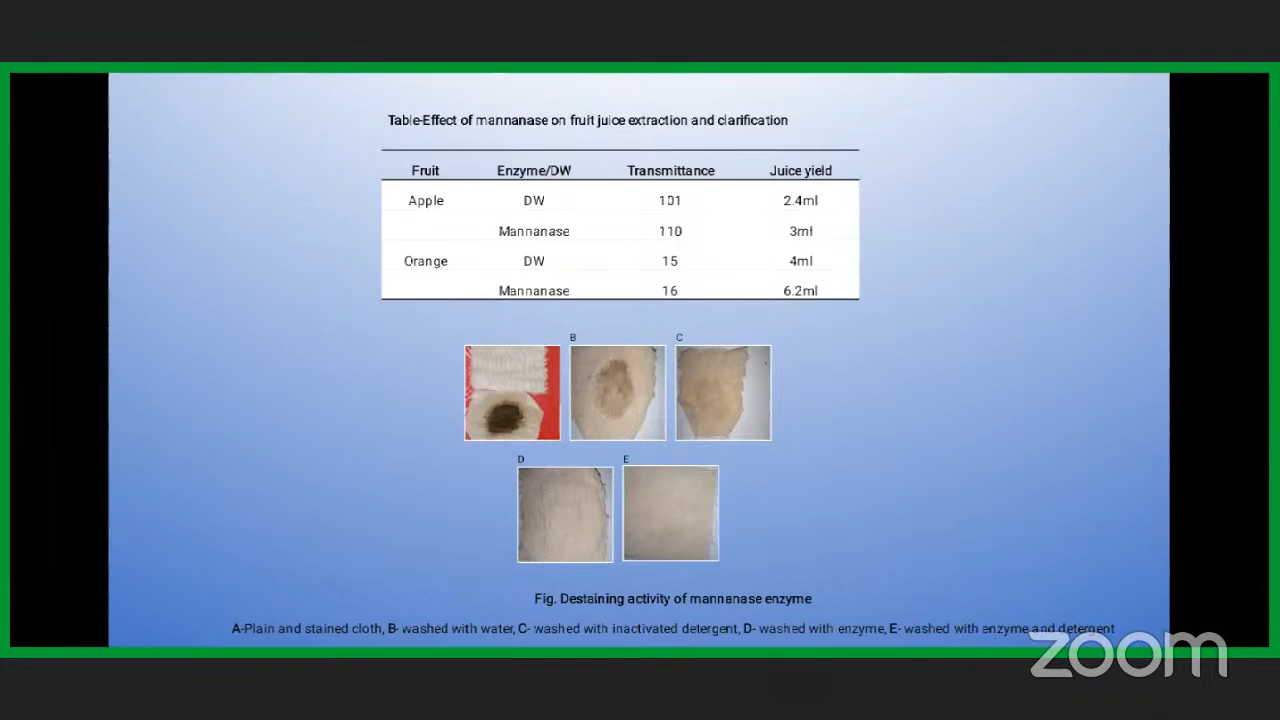 Table-Effect of mannanase on fruit juice extraction and clarification
Fruit Enzyme/DW Transmittance Juice yield
Apple DW 101 2.4ml
Mannanase 110 3ml
Orange DW 15 4ml
Mannanase 16 6.2ml
B C
D E
Fig. Destaining activity of mannanase enzyme
A-Plain and stained cloth, B- washed with water, C- washed with inactivated detergent, D- washed with enzyme, E- washed with enzyme and detergent
zoom